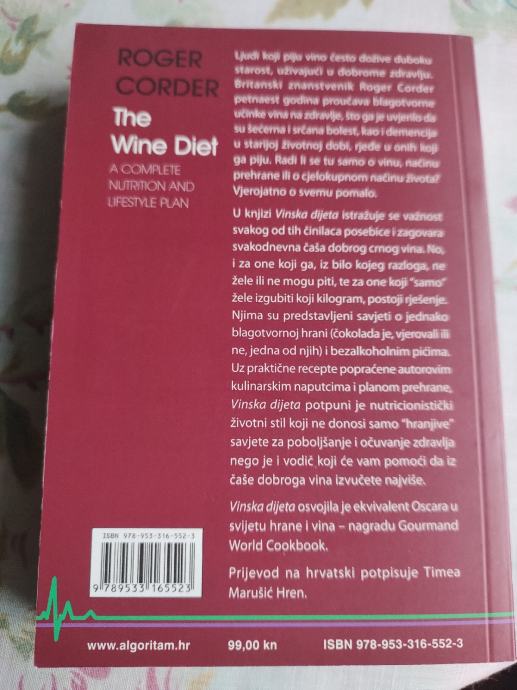 ROGER
CORDER
The
Wine Diet
A COMPLETE
NUTRITION AND
LIFESTYLE PLAN
Ljudi koji piju vino često dožive duboku
starost, uživajući u dobrome zdravlju.
Britanski znanstvenik Roger Corder
petnaest godina proučava blagotvorne
učinke vina na zdravlje, što ga je uvjerilo da
su šećerna i srčana bolest, kao i demencija
u starijoj životnoj dobi, rjeđe u onih koji
ga piju. Radi li se tu samo o vinu, načinu
prehrane ili o cjelokupnom načinu života?
Vjerojatno o svemu pomalo.
U knjizi Vinska dijeta istražuje se važnost
svakog od tih činilaca posebice i zagovara
svakodnevna čaša dobrog crnog vina. No,
i za one koji ga, iz bilo kojeg razloga, ne
žele ili ne mogu piti, te za one koji "samo"
žele izgubiti koji kilogram, postoji rješenje.
Njima su predstavljeni savjeti o jednako
blagotvornoj hrani (čokolada je, vjerovali ili
ne, jedna od njih) i bezalkoholnim pićima.
Uz praktične recepte popraćene autorovim
kulinarskim naputcima i planom prehrane,
Vinska dijeta potpuni je nutricionistički
životni stil koji ne donosi samo "hranjive"
savjete za poboljšanje i očuvanje zdravlja
nego je i vodič koji će vam pomoći da iz
čaše dobroga vina izvučete najviše.
Vinska dijeta osvojila je ekvivalent Oscara u
svijetu hrane i vina – nagradu Gourmand
World Cookbook.
Prijevod na hrvatski potpisuje Timea
Marušić Hren.
ISBN 978-953-316-552-3
9 789533 165523
www.algoritam.hr 99,00 kn ISBN 978-953-316-552-3